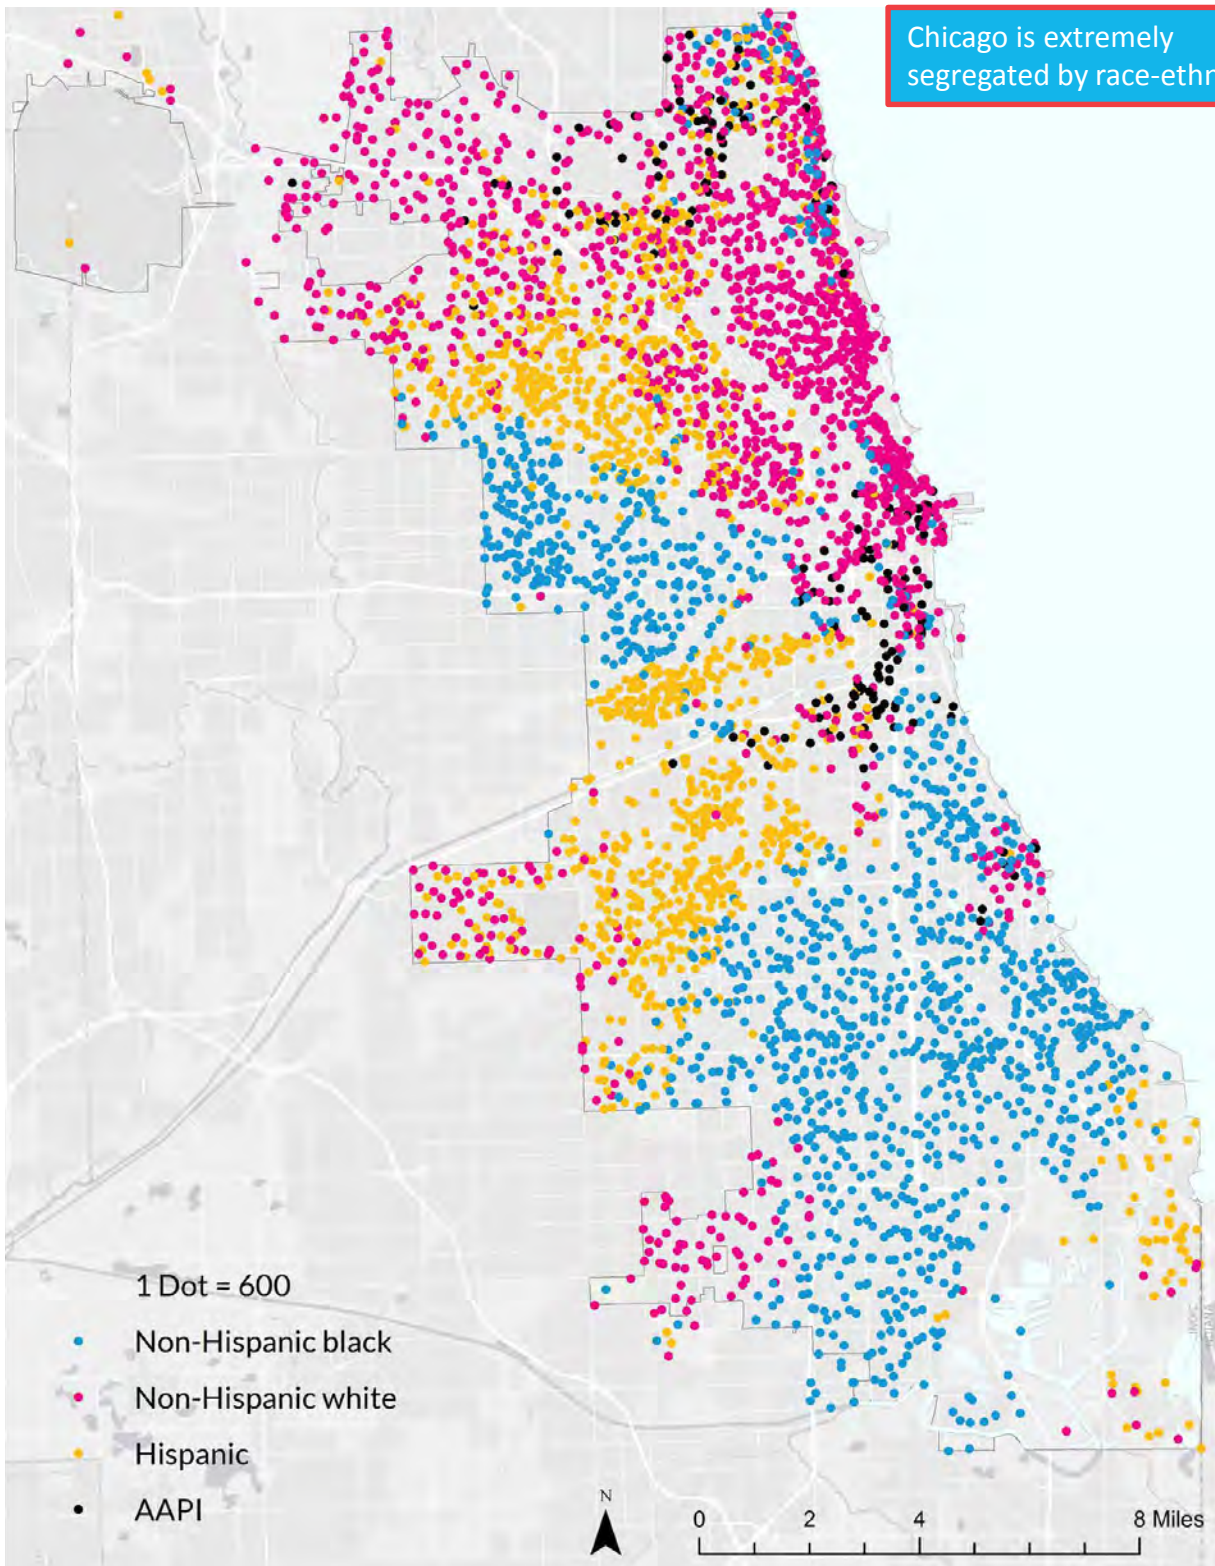 Chicago is extremely
segregated by race-ethn
1 Dot = 600
Non-Hispanic black
Non-Hispanic white
Hispanic
AAPI
N
0 2 4 8 Miles